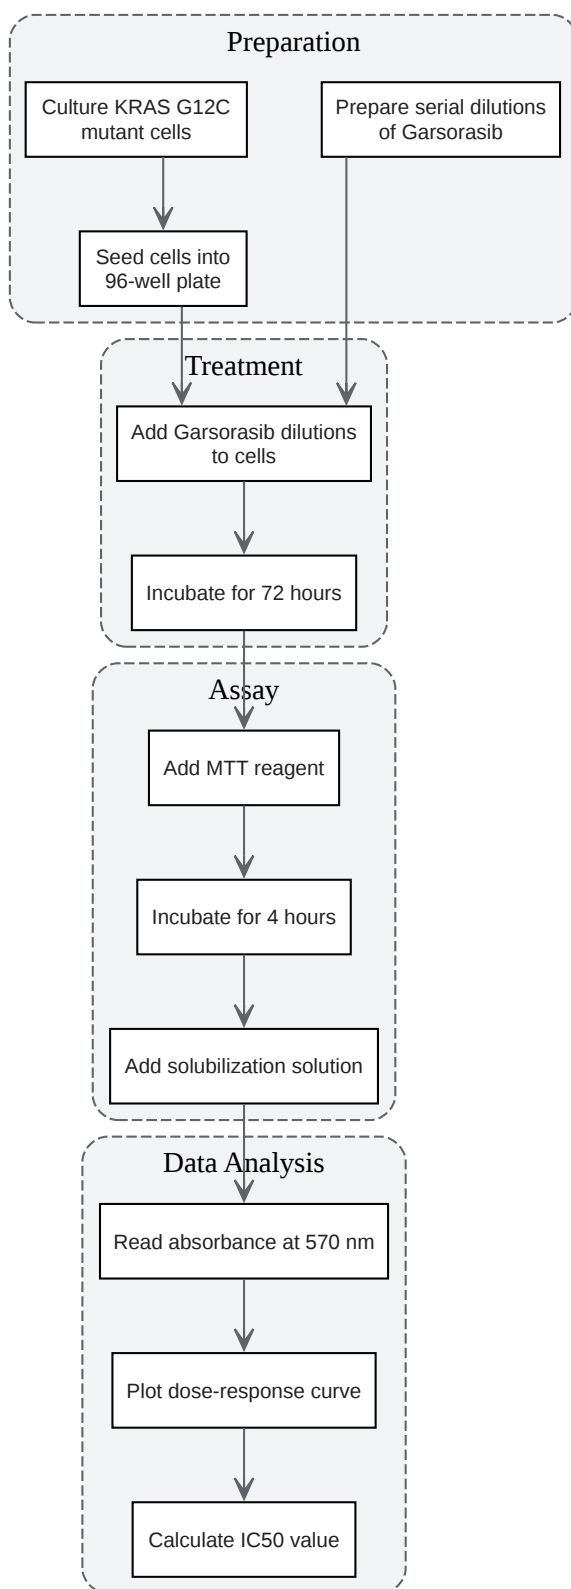 Preparation
Culture KRAS G12C
mutant cells
Prepare serial dilutions
of Garsorasib
Seed cells into
96-well plate
Treatment
Add Garsorasib dilutions
to cells
Incubate for 72 hours
Assay
Add MTT reagent
Incubate for 4 hours
Add solubilization solution
Data Analysis
Read absorbance at 570 nm
Plot dose-response curve
Calculate IC50 value